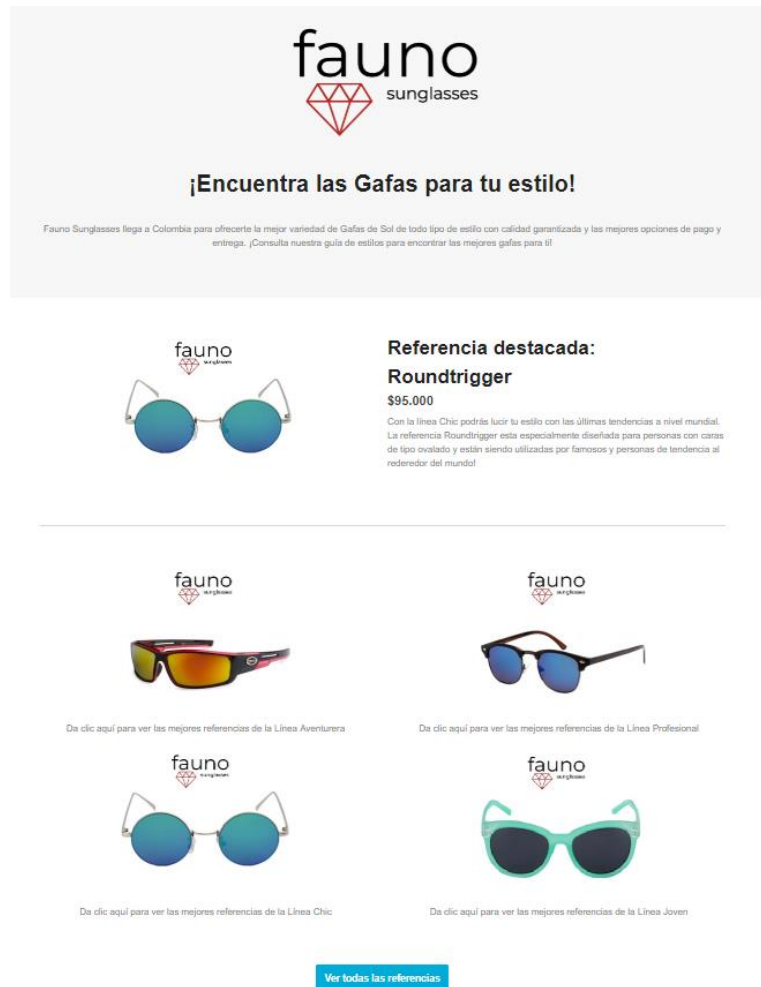 fauno
sunglasses
¡Encuentra las Gafas para tu estilo!
Fauno Sunglasses llega a Colombia para ofrecerte la mejor variedad de Gafas de Sol de todo tipo de estilo con calidad garantizada y las mejores opciones de pago y
entrega. ¡Consulta nuestra guía de estilos para encontrar las mejores gafas para ti!
fauno
sunglasses
Referencia destacada:
Roundtrigger
$95.000
Con la línea Chic podrás lucir tu estilo con las últimas tendencias a nivel mundial.
La referencia Roundtrigger esta especialmente diseñada para personas con caras
de tipo ovalado y están siendo utilizadas por famosos y personas de tendencia al
rederedor del mundo!
fauno
sunglasses
fauno
sunglasses
Da clic aquí para ver las mejores referencias de la Línea Aventurera
Da clic aquí para ver las mejores referencias de la Línea Profesional
fauno
sunglasses
fauno
sunglasses
Da clic aquí para ver las mejores referencias de la Línea Chic
Da clic aquí para ver las mejores referencias de la Línea Joven
Ver todas las referencias